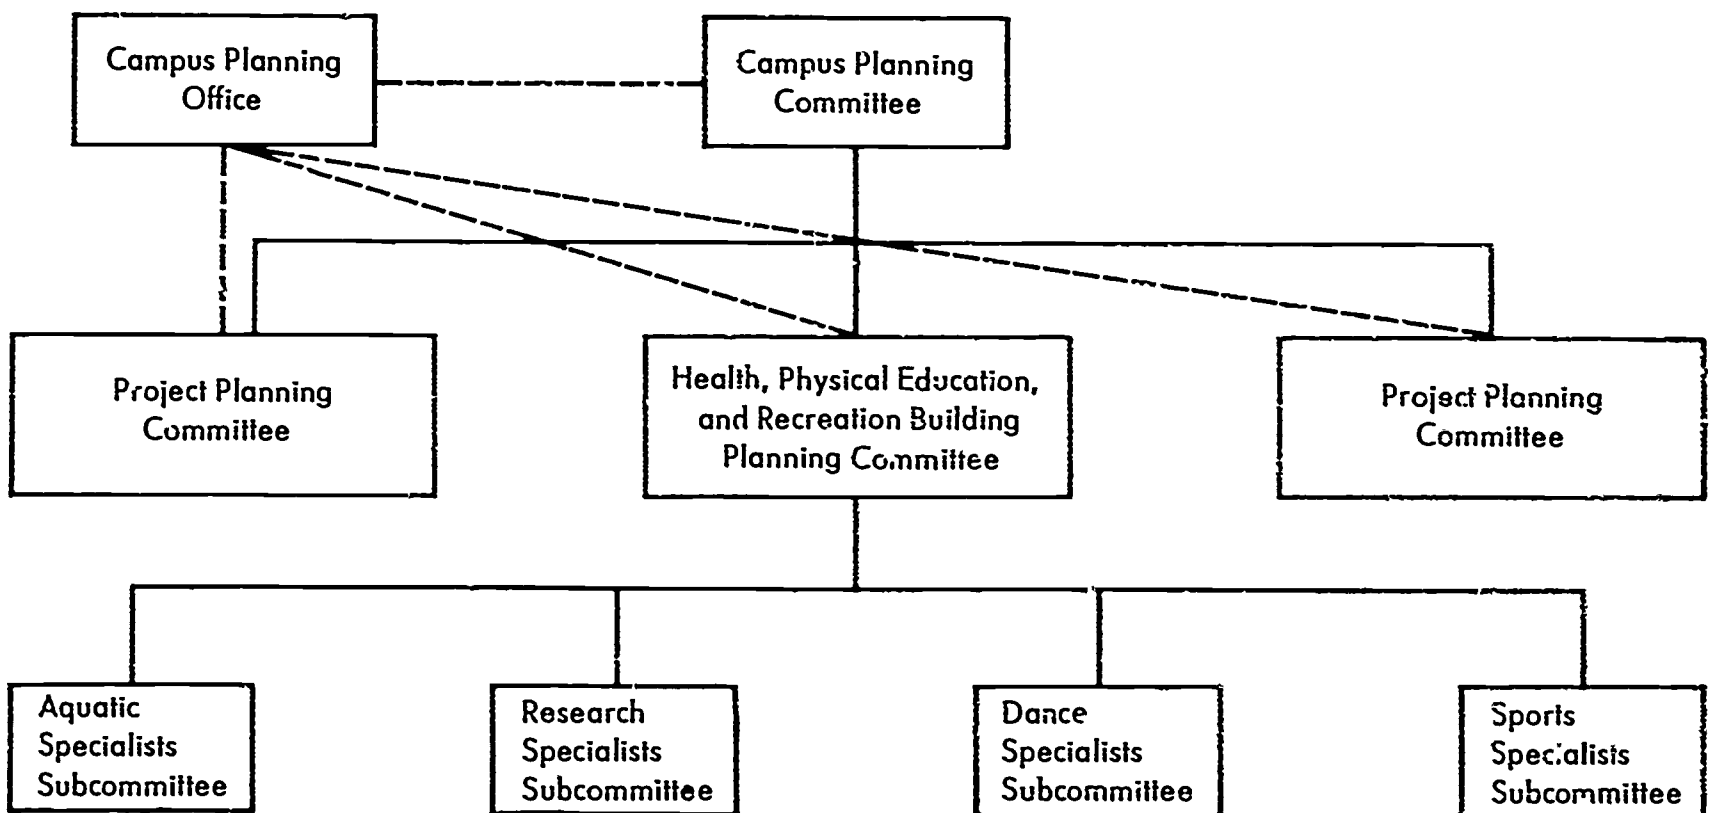 Campus Planning
Office
Campus Planning
Committee
Project Planning
Committee
Health, Physical Education,
and Recreation Building
Planning Committee
Project Planning
Committee
Aquatic
Specialists
Subcommittee
Research
Specialists
Subcommittee
Dance
Specialists
Subcommittee
Sports
Specialists
Subcommittee